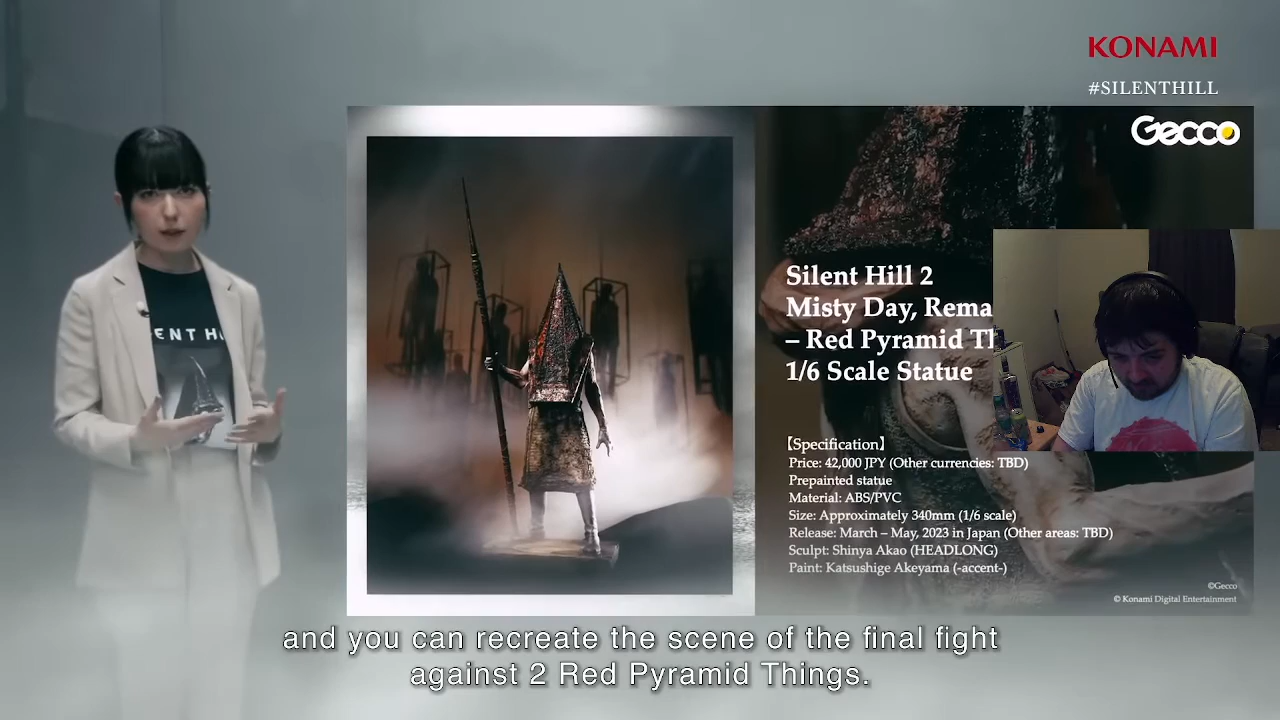 KONAMI
#SILENTHILL
Gecco
ENT H
Silent Hill 2
Misty Day, Rema
– Red Pyramid Th
1/6 Scale Statue
【Specification】
Price: 42,000 JPY (Other currencies: TBD)
Prepainted statue
Material: ABS/PVC
Size: Approximately 340mm (1/6 scale)
Release: March – May, 2023 in Japan (Other areas: TBD)
Sculpt: Shinya Akao (HEADLONG)
Paint: Katsushige Akeyama (-accent-)
©Gecco
© Konami Digital Entertainment
and you can recreate the scene of the final fight
against 2 Red Pyramid Things.